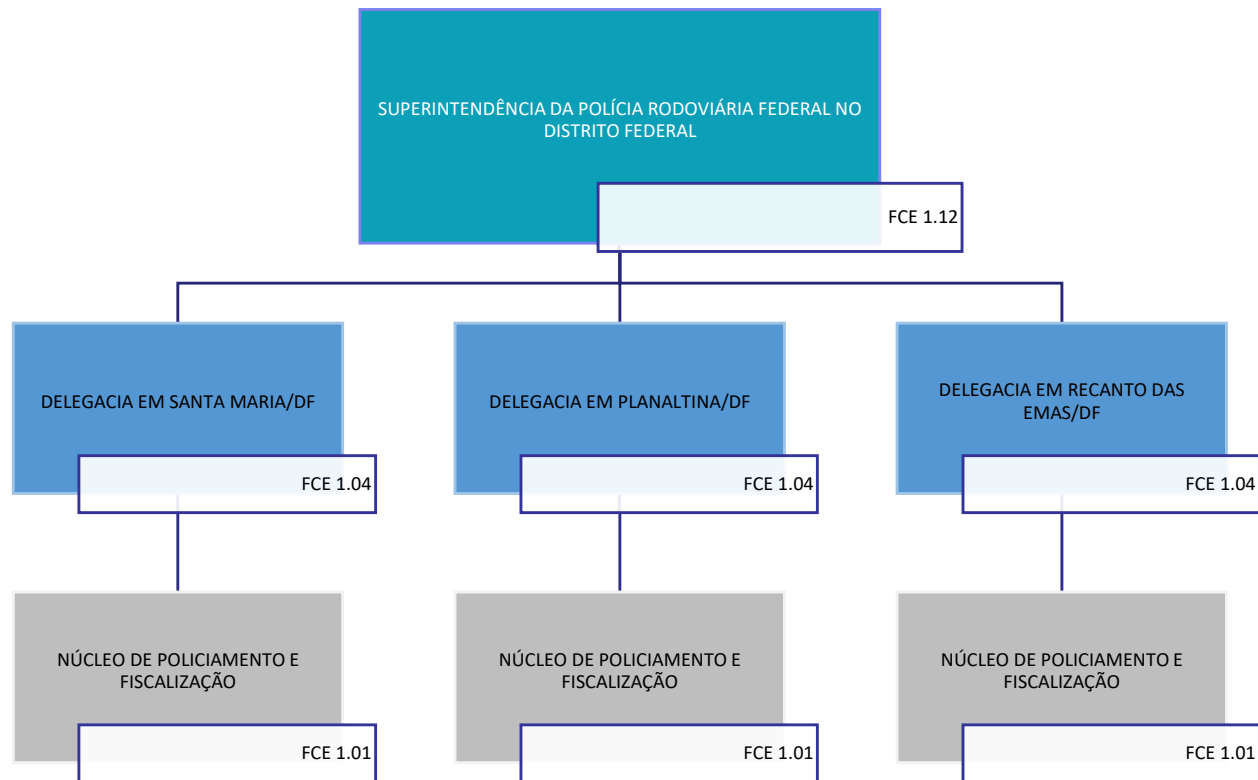 SUPERINTENDÊNCIA DA POLÍCIA RODOVIÁRIA FEDERAL NO
DISTRITO FEDERAL
FCE 1.12
DELEGACIA EM SANTA MARIA/DF
FCE 1.04
DELEGACIA EM PLANALTINA/DF
FCE 1.04
DELEGACIA EM RECANTO DAS
EMAS/DF
FCE 1.04
NÚCLEO DE POLICIAMENTO E
FISCALIZAÇÃO
FCE 1.01
NÚCLEO DE POLICIAMENTO E
FISCALIZAÇÃO
FCE 1.01
NÚCLEO DE POLICIAMENTO E
FISCALIZAÇÃO
FCE 1.01